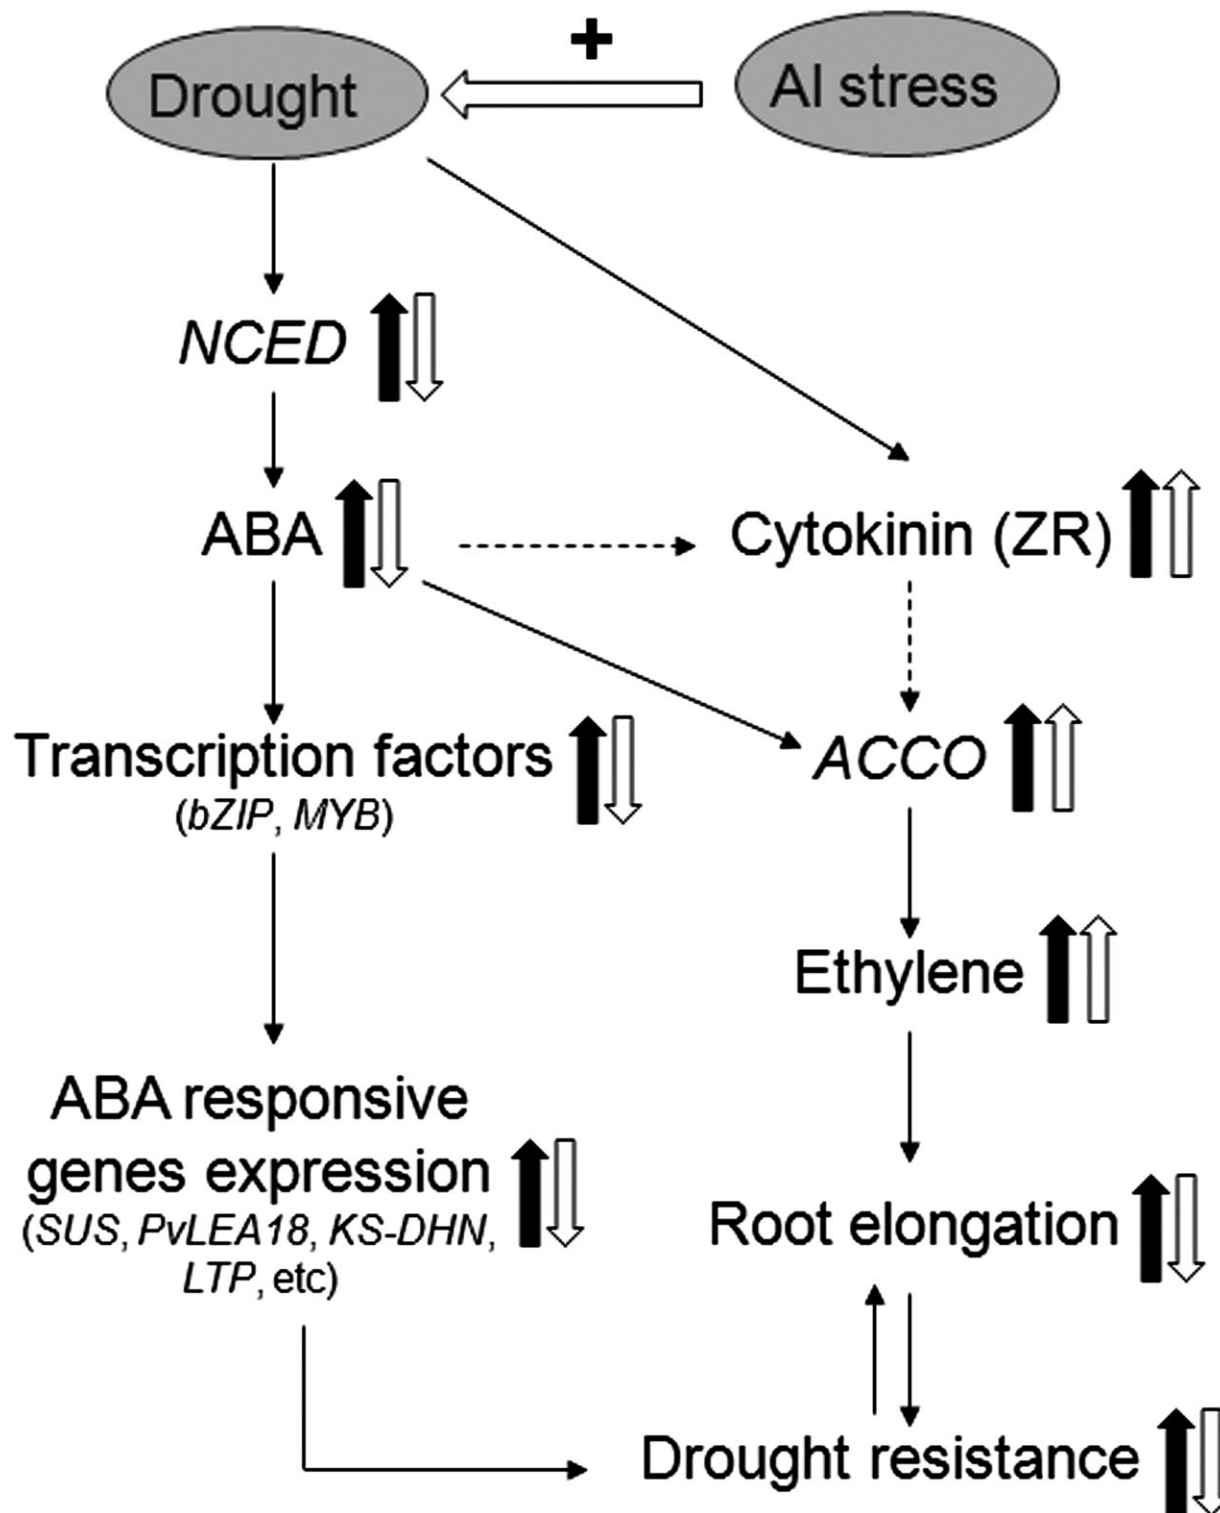 +
Drought
Al stress
NCED
ABA
Cytokinin (ZR)
Transcription factors
(bZIP, MYB)
ACCO
Ethylene
ABA responsive
genes expression
(SUS, PvLEA18, KS-DHN,
LTP, etc)
Root elongation
Drought resistance